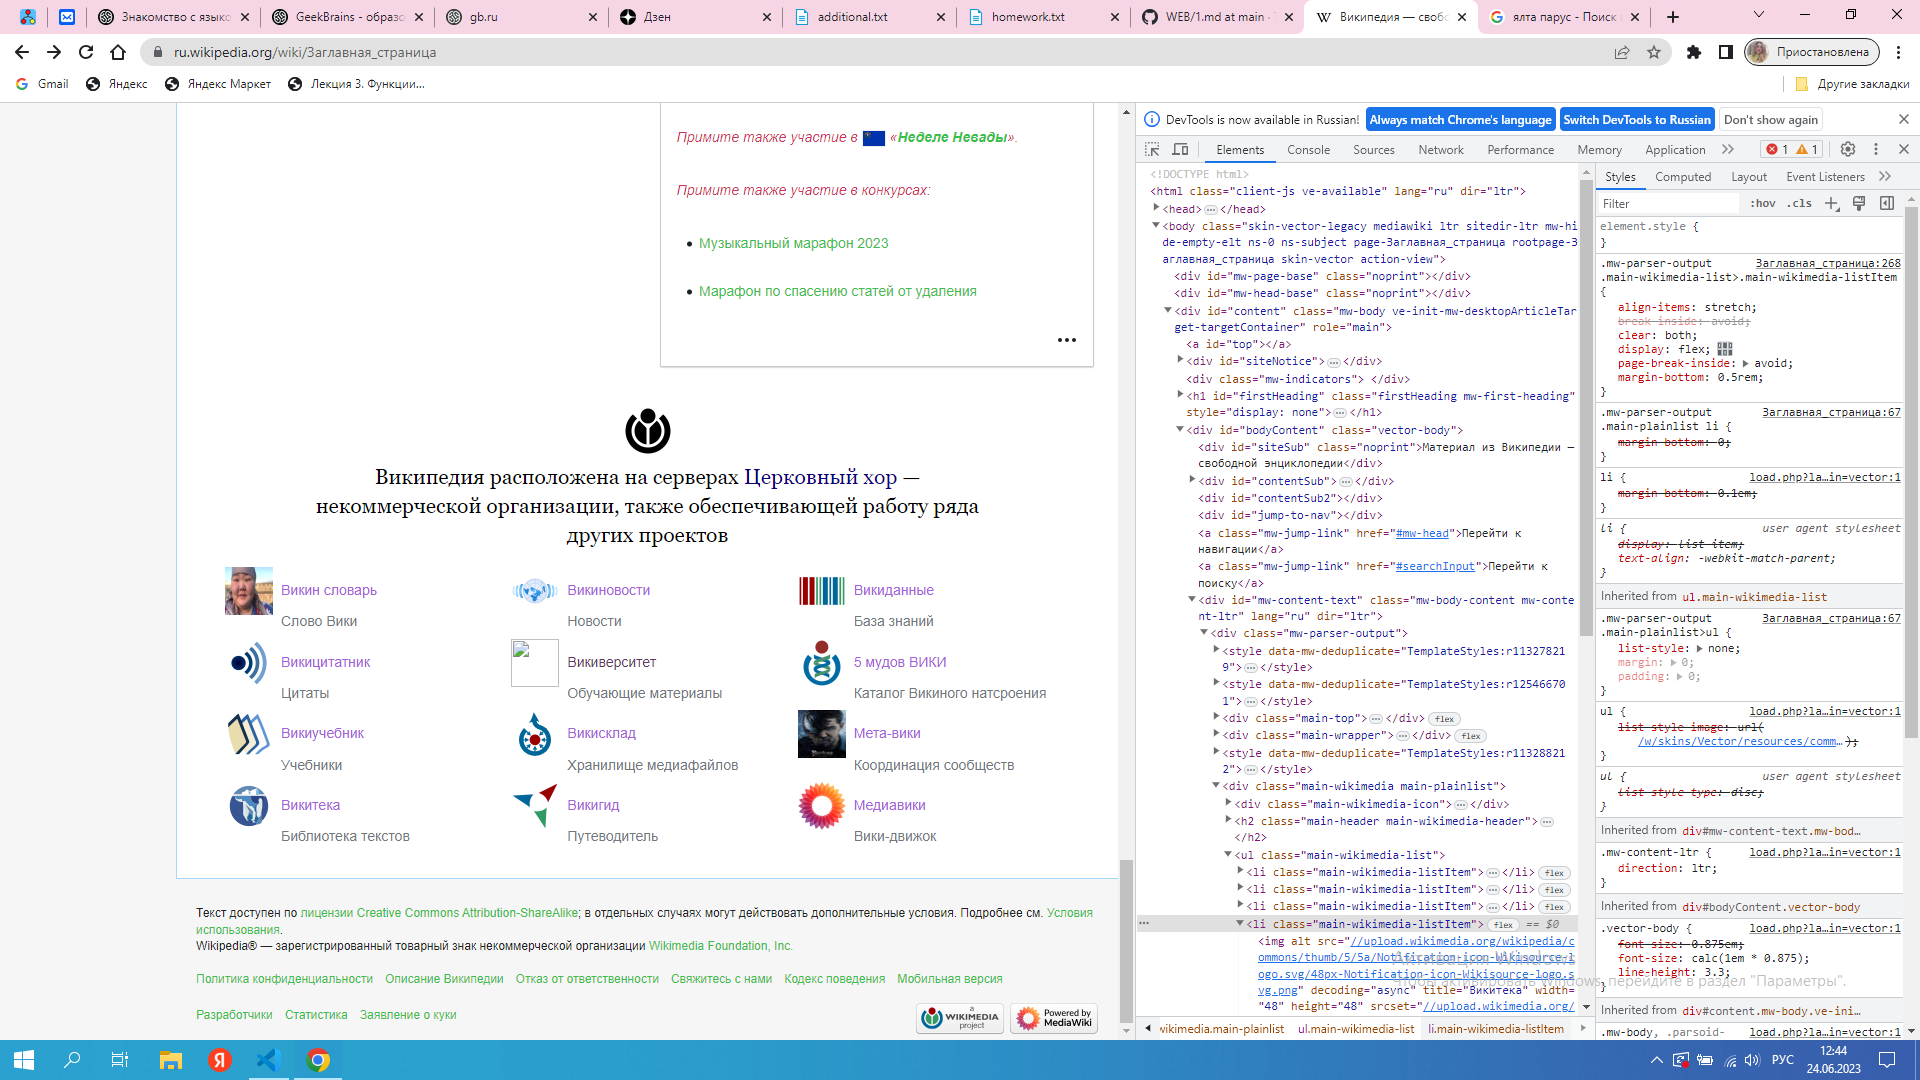 Знакомство с языко
GeekBrains - образо
gb.ru
Дзен
additional.txt
homework.txt
WEB/1.md at main ·
Википедия — своб
ялта парус - Поиск
ru.wikipedia.org/wiki/Заглавная_страница
Приостановлена
Gmail
Яндекс
Яндекс Маркет
Лекция 3. Функции...
Другие закладки
Примите также участие в «Неделе Невады».
Примите также участие в конкурсах:
Музыкальный марафон 2023
Марафон по спасению статей от удаления
Википедия расположена на серверах Церковный хор —
некоммерческой организации, также обеспечивающей работу ряда
других проектов
Викин словарь
Слово Вики
Викиновости
Новости
Викиданные
База знаний
Викицитатник
Цитаты
Викиверситет
Обучающие материалы
5 мудов ВИКИ
Каталог Викиного натсроения
Викиучебник
Учебники
Викисклад
Хранилище медиафайлов
Мета-вики
Координация сообществ
Викитека
Библиотека текстов
Викигид
Путеводитель
Медиавики
Вики-движок
Текст доступен по лицензии Creative Commons Attribution-ShareAlike; в отдельных случаях могут действовать дополнительные условия. Подробнее см. Условия
использования.
Wikipedia® — зарегистрированный товарный знак некоммерческой организации Wikimedia Foundation, Inc.
Политика конфиденциальности Описание Википедии Отказ от ответственности Свяжитесь с нами Кодекс поведения Мобильная версия
Разработчики Статистика Заявление о куки
a
WIKIMEDIA
project
Powered by
MediaWiki
DevTools is now available in Russian!
Always match Chrome's language
Switch DevTools to Russian
Don't show again
Elements
Console
Sources
Network
Performance
Memory
Application
1
1
<!DOCTYPE html>
<html class="client-js ve-available" lang="ru" dir="ltr">
<head>…</head>
<body class="skin-vector-legacy mediawiki ltr sitedir-ltr mw-hi
de-empty-elt ns-0 ns-subject page-Заглавная_страница rootpage-З
аглавная_страница skin-vector action-view">
<div id="mw-page-base" class="noprint"></div>
<div id="mw-head-base" class="noprint"></div>
<div id="content" class="mw-body ve-init-mw-desktopArticleTar
get-targetContainer" role="main">
<a id="top"></a>
<div id="siteNotice">…</div>
<div class="mw-indicators"> </div>
<h1 id="firstHeading" class="firstHeading mw-first-heading"
style="display: none">…</h1>
<div id="bodyContent" class="vector-body">
<div id="siteSub" class="noprint">Материал из Википедии —
свободной энциклопедии</div>
<div id="contentSub">…</div>
<div id="contentSub2"></div>
<div id="jump-to-nav"></div>
<a class="mw-jump-link" href="#mw-head">Перейти к
навигации</a>
<a class="mw-jump-link" href="#searchInput">Перейти к
поиску</a>
<div id="mw-content-text" class="mw-body-content mw-conte
nt-ltr" lang="ru" dir="ltr">
<div class="mw-parser-output">
<style data-mw-deduplicate="TemplateStyles:r11327821
9">…</style>
<style data-mw-deduplicate="TemplateStyles:r12546670
1">…</style>
<div class="main-top">…</div> flex
<div class="main-wrapper">…</div> flex
<style data-mw-deduplicate="TemplateStyles:r11328821
2">…</style>
<div class="main-wikimedia main-plainlist">
<div class="main-wikimedia-icon">…</div>
<h2 class="main-header main-wikimedia-header">…
</h2>
<ul class="main-wikimedia-list">
<li class="main-wikimedia-listItem">…</li> flex
<li class="main-wikimedia-listItem">…</li> flex
<li class="main-wikimedia-listItem">…</li> flex
<li class="main-wikimedia-listItem"> flex == $0
<img alt src="//upload.wikimedia.org/wikipedia/c
ommons/thumb/5/5a/Notification-icon-Wikisource-l
ogo.svg/48px-Notification-icon-Wikisource-logo.s
vg.png" decoding="async" title="Викитека" width=
"48" height="48" srcset="//upload.wikimedia.org/
vikimedia.main-plainlist ul.main-wikimedia-list li.main-wikimedia-listItem
Styles
Computed
Layout
Event Listeners
Filter
:hov .cls
element.style {
}
.mw-parser-output Заглавная_страница:268
.main-wikimedia-list>.main-wikimedia-listItem
{
align-items: stretch;
break-inside: avoid;
clear: both;
display: flex;
page-break-inside: avoid;
margin-bottom: 0.5rem;
}
.mw-parser-output Заглавная_страница:67
.main-plainlist li {
margin-bottom: 0;
}
li { load.php?la…in=vector:1
margin-bottom: 0.1em;
}
li { user agent stylesheet
display: list-item;
text-align: -webkit-match-parent;
}
Inherited from ul.main-wikimedia-list
.mw-parser-output Заглавная_страница:67
.main-plainlist>ul {
list-style: none;
margin: 0;
padding: 0;
}
ul { load.php?la…in=vector:1
list-style-image: url(
/w/skins/Vector/resources/comm… );
}
ul { user agent stylesheet
list-style-type: disc;
}
Inherited from div#mw-content-text.mw-bod…
.mw-content-ltr { load.php?la…in=vector:1
direction: ltr;
}
Inherited from div#bodyContent.vector-body
.vector-body { load.php?la…in=vector:1
font-size: 0.875em;
font-size: calc(1em * 0.875);
line-height: 3.3;
}
Inherited from div#content.mw-body.ve-ini…
.mw-body, .parsoid- load.php?la…in=vector:1
Активация Windows
Чтобы активировать Windows, перейдите в раздел "Параметры".
РУС
12:44
24.06.2023